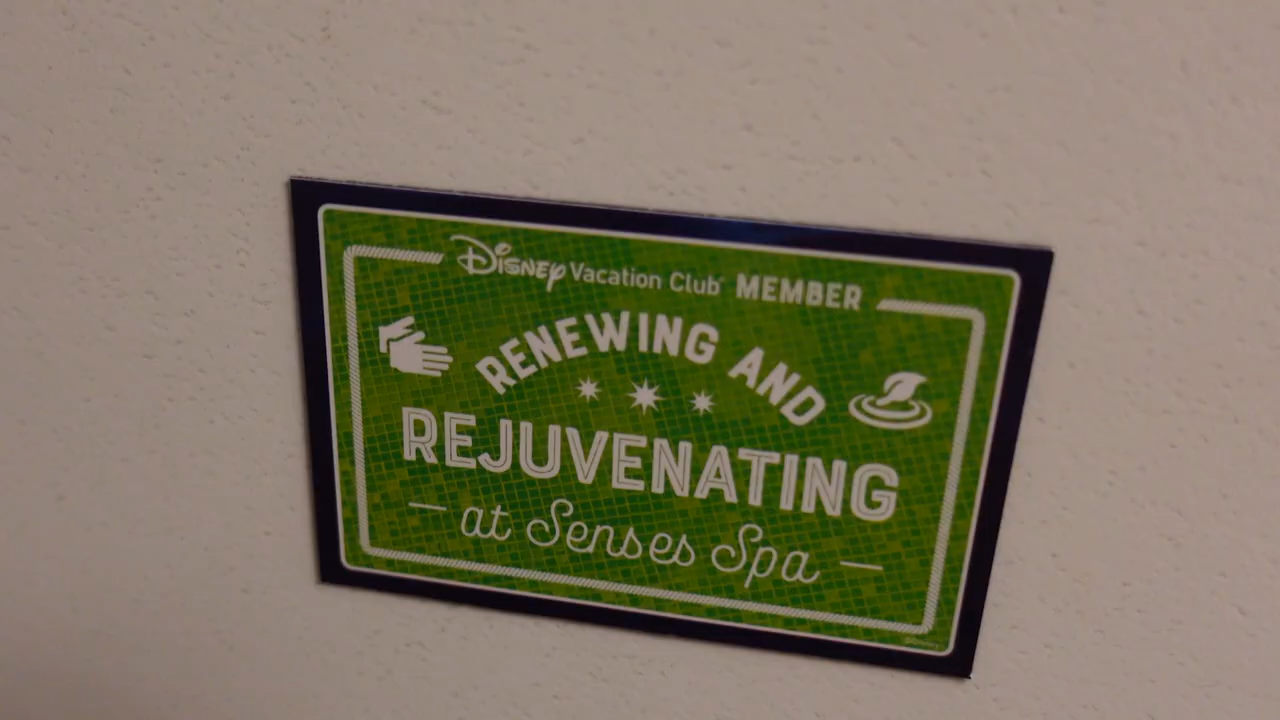 Disney Vacation Club MEMBER
RENEWING AND
REJUVENATING
— at Senses Spa —